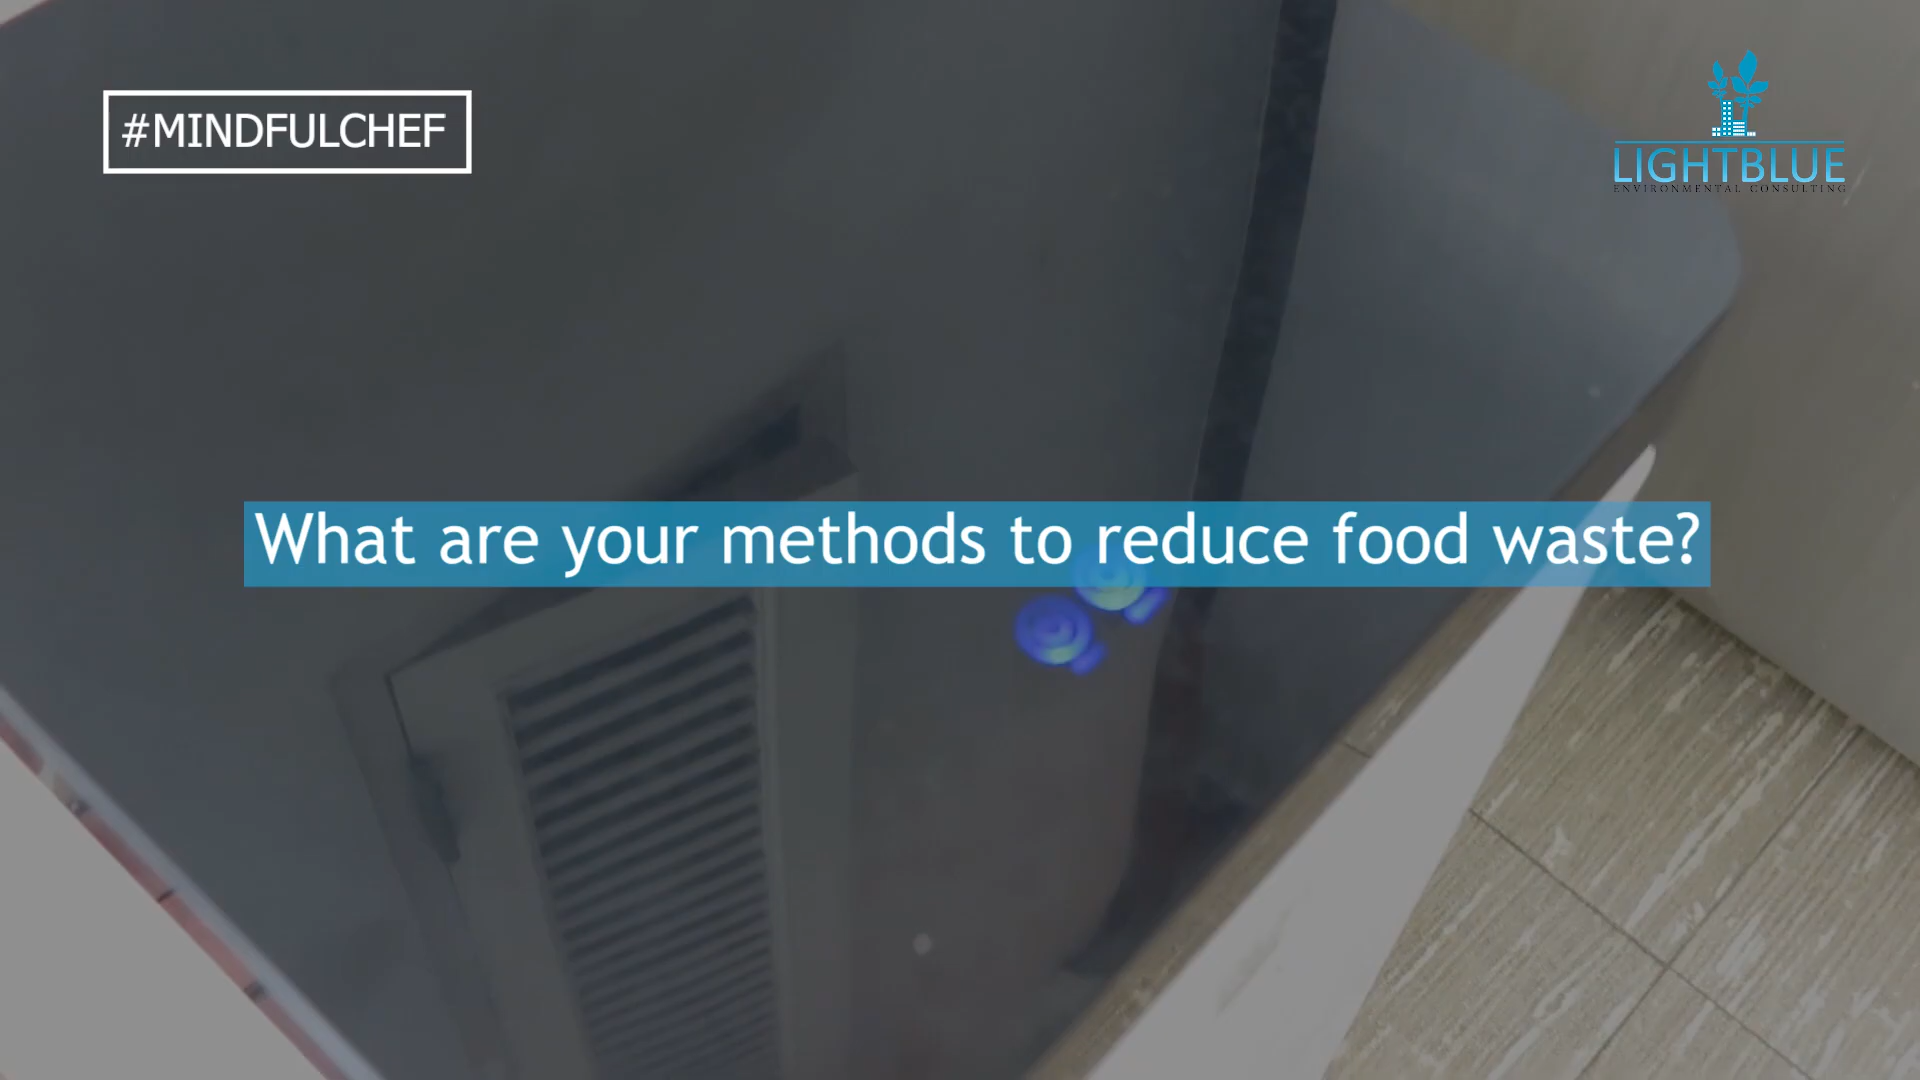 #MINDFULCHEF
LIGHTBLUE
ENVIRONMENTAL CONSULTING
What are your methods to reduce food waste?